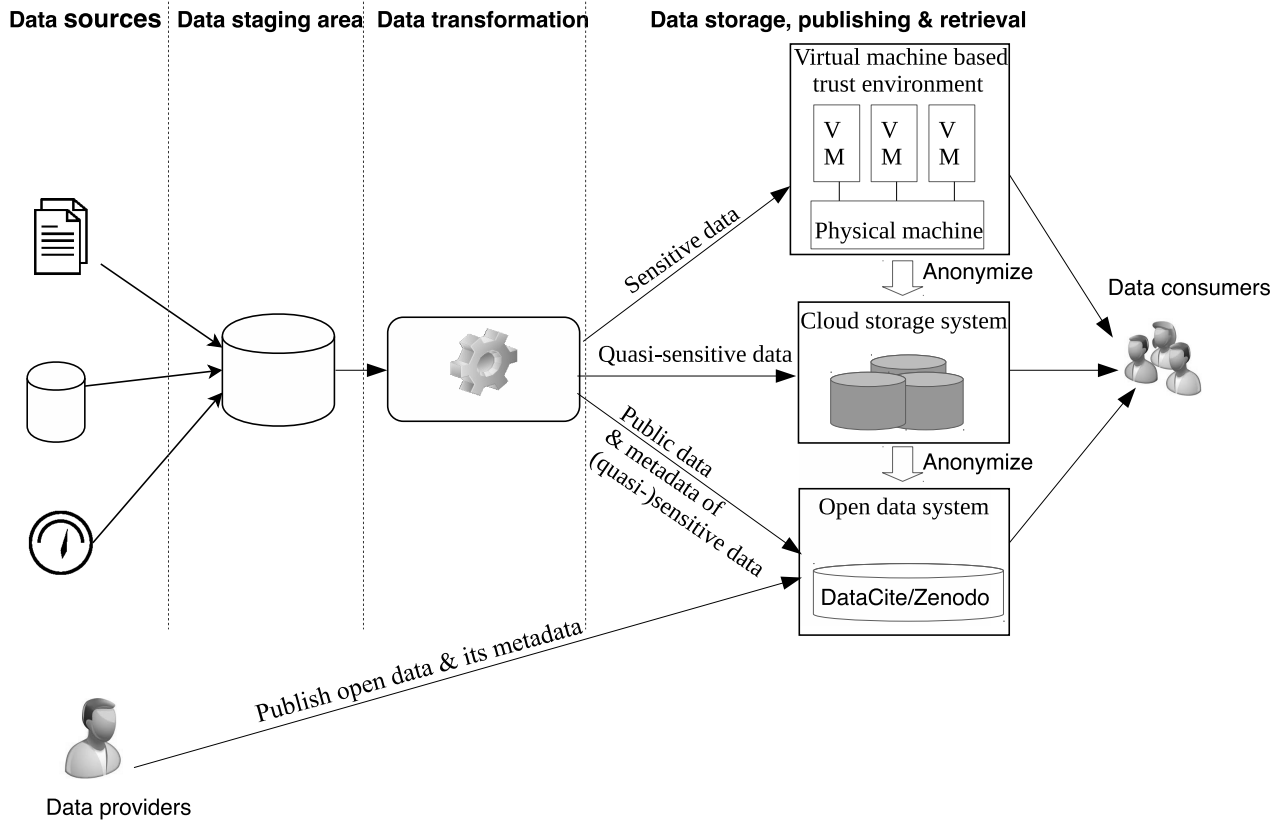 Data sources
Data staging area
Data transformation
Data storage, publishing & retrieval
Virtual machine based
trust environment
V
M
V
M
V
M
Physical machine
Sensitive data
Anonymize
Data consumers
Cloud storage system
Quasi-sensitive data
Public data
& metadata of
(quasi-)sensitive data
Anonymize
Open data system
DataCite/Zenodo
Publish open data & its metadata
Data providers